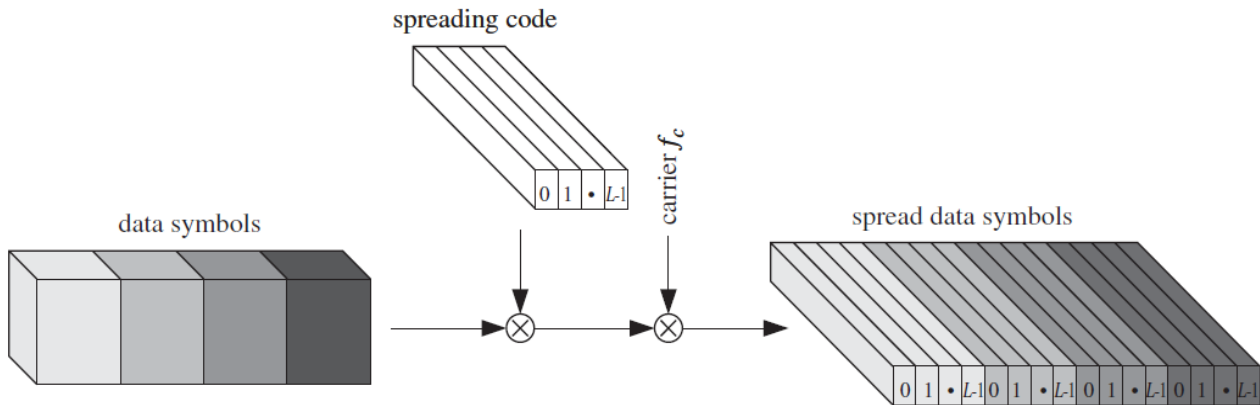 spreading code
0 1 • L-1
carrier f_c
data symbols
spread data symbols
0 1 • L-1 0 1 • L-1 0 1 • L-1 0 1 • L-1